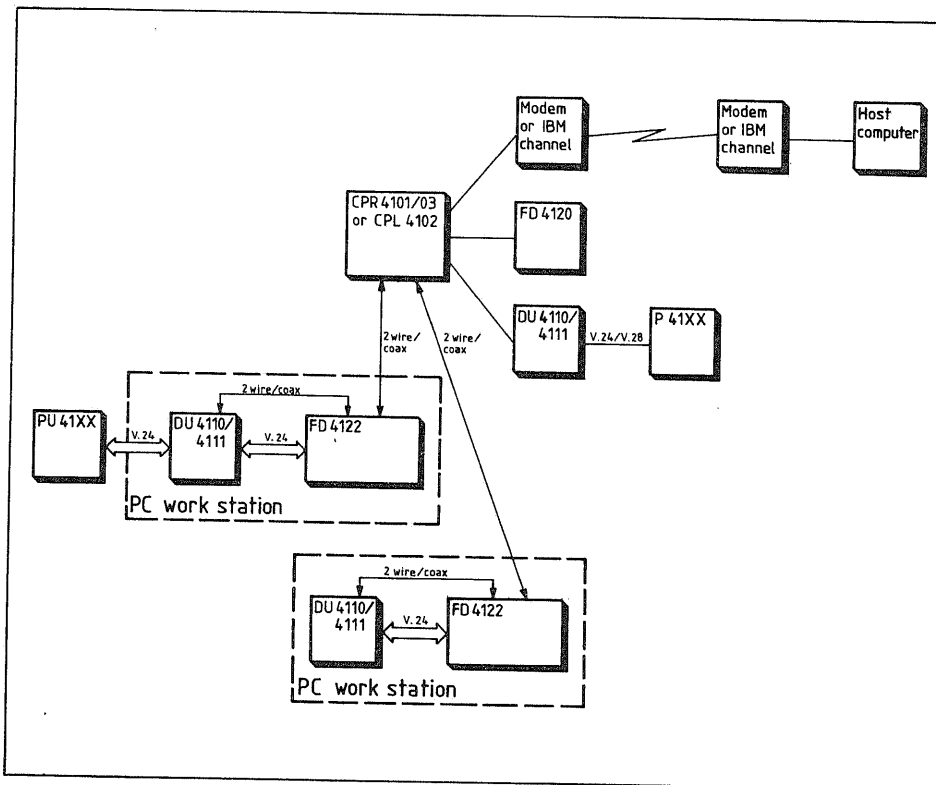 Modem
or IBM
channel
Modem
or IBM
channel
Host
computer
CPR 4101/03
or CPL 4102
FD 4120
DU 4110/
4111
V.24/V.28
P 41XX
2 wire/
coax
2 wire/
coax
2 wire/coax
PU 41XX
V.24
DU 4110/
4111
V.24
FD 4122
PC work station
2 wire/coax
DU 4110/
4111
V.24
FD 4122
PC work station